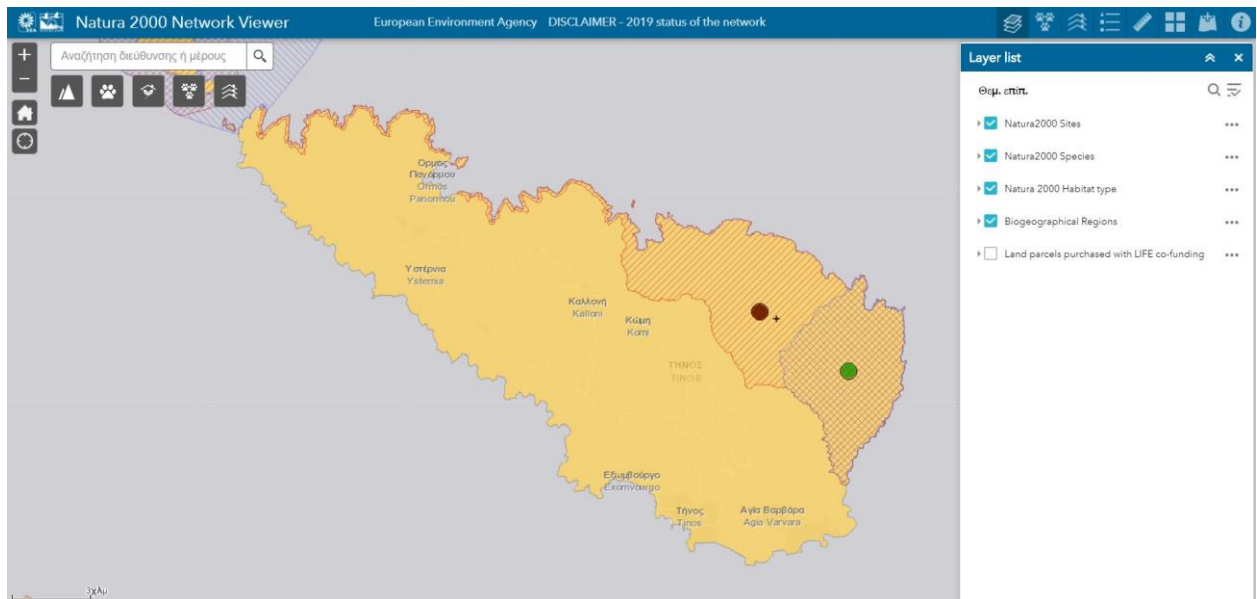 Natura 2000 Network Viewer
European Environment Agency DISCLAIMER - 2019 status of the network
+
Αναζήτηση διεύθυνσης ή μέρους
−
Layer list
Θεμ. επίπ.
Natura2000 Sites
Natura2000 Species
Natura 2000 Habitat type
Biogeographical Regions
Land parcels purchased with LIFE co-funding
Όρμος
Πανόρμου
Ormos
Panormou
Υστέρνια
Ysternia
Καλλονή
Kalloni
Κώμη
Komi
ΤΗΝΟΣ
TINOS
Εξωμβούργο
Exomvourgo
Τήνος
Tinos
Αγία Βαρβάρα
Agia Varvara
3χλμ